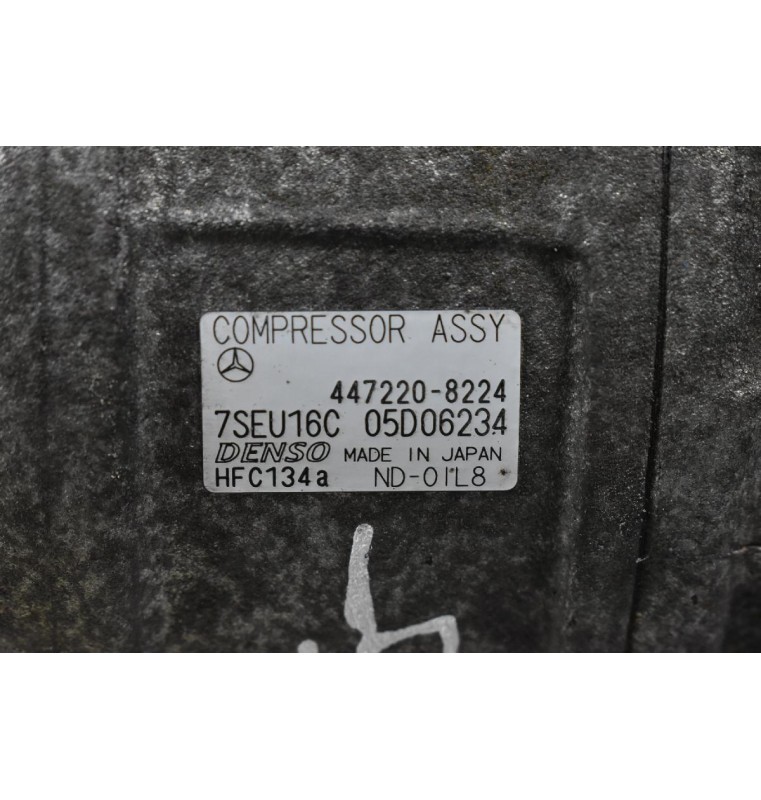 COMPRESSOR ASSY
447220-8224
7SEU16C 05D06234
DENSO MADE IN JAPAN
HFC134a ND-OIL8